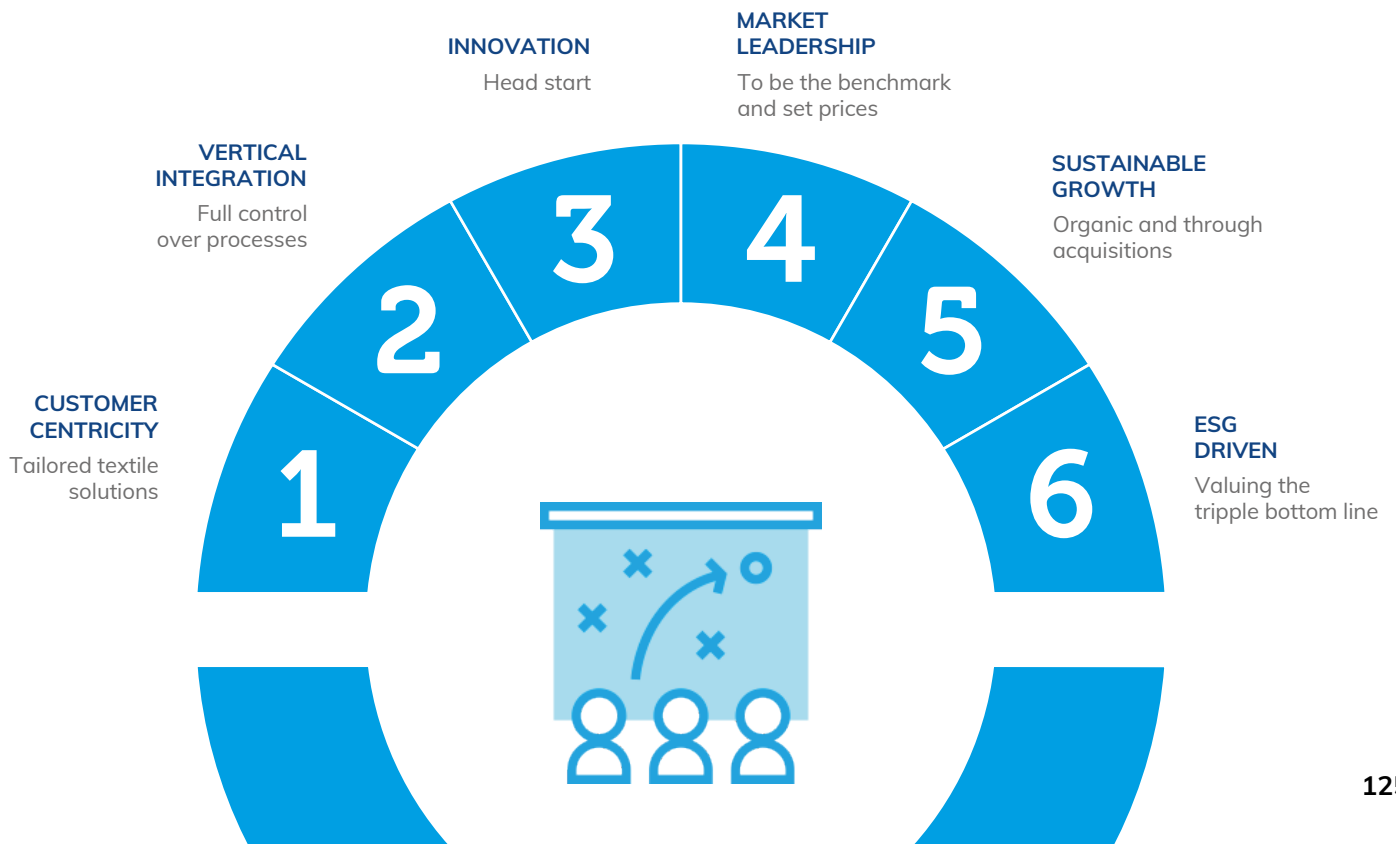 1
CUSTOMER
CENTRICITY
Tailored textile
solutions
2
VERTICAL
INTEGRATION
Full control
over processes
3
INNOVATION
Head start
4
MARKET
LEADERSHIP
To be the benchmark
and set prices
5
SUSTAINABLE
GROWTH
Organic and through
acquisitions
6
ESG
DRIVEN
Valuing the
tripple bottom line
125